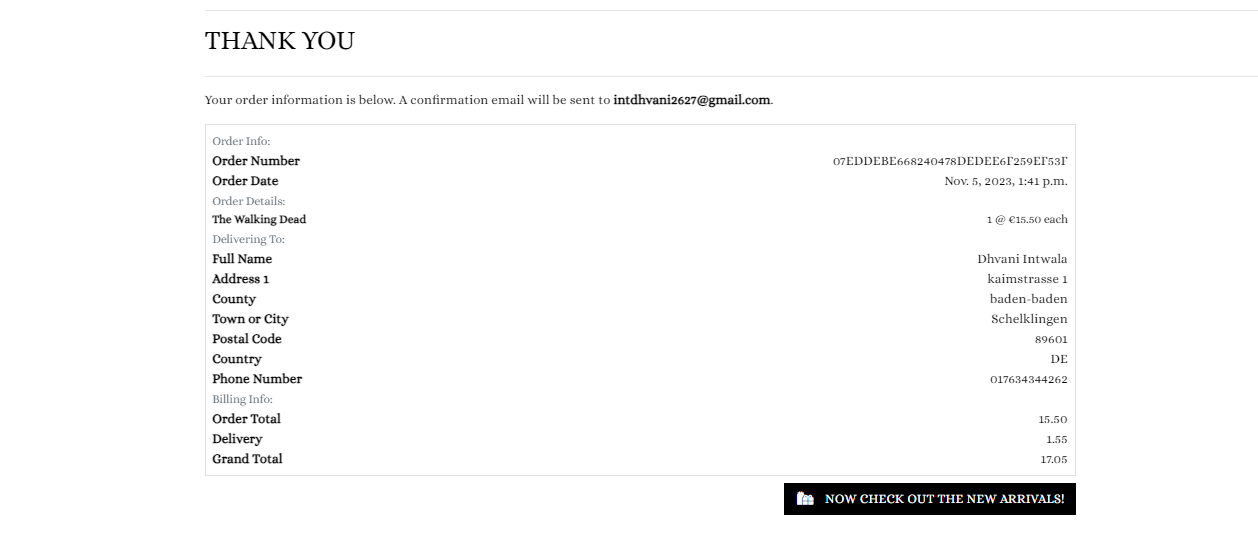 THANK YOU
Your order information is below. A confirmation email will be sent to intdhvani2627@gmail.com.
Order Info:
Order Number 07EDDEBE668240478DEDEE6F259EF53F
Order Date Nov. 5, 2023, 1:41 p.m.
Order Details:
The Walking Dead 1 @ €15.50 each
Delivering To:
Full Name Dhvani Intwala
Address 1 kaimstrasse 1
County baden-baden
Town or City Schelklingen
Postal Code 89601
Country DE
Phone Number 017634344262
Billing Info:
Order Total 15.50
Delivery 1.55
Grand Total 17.05
NOW CHECK OUT THE NEW ARRIVALS!